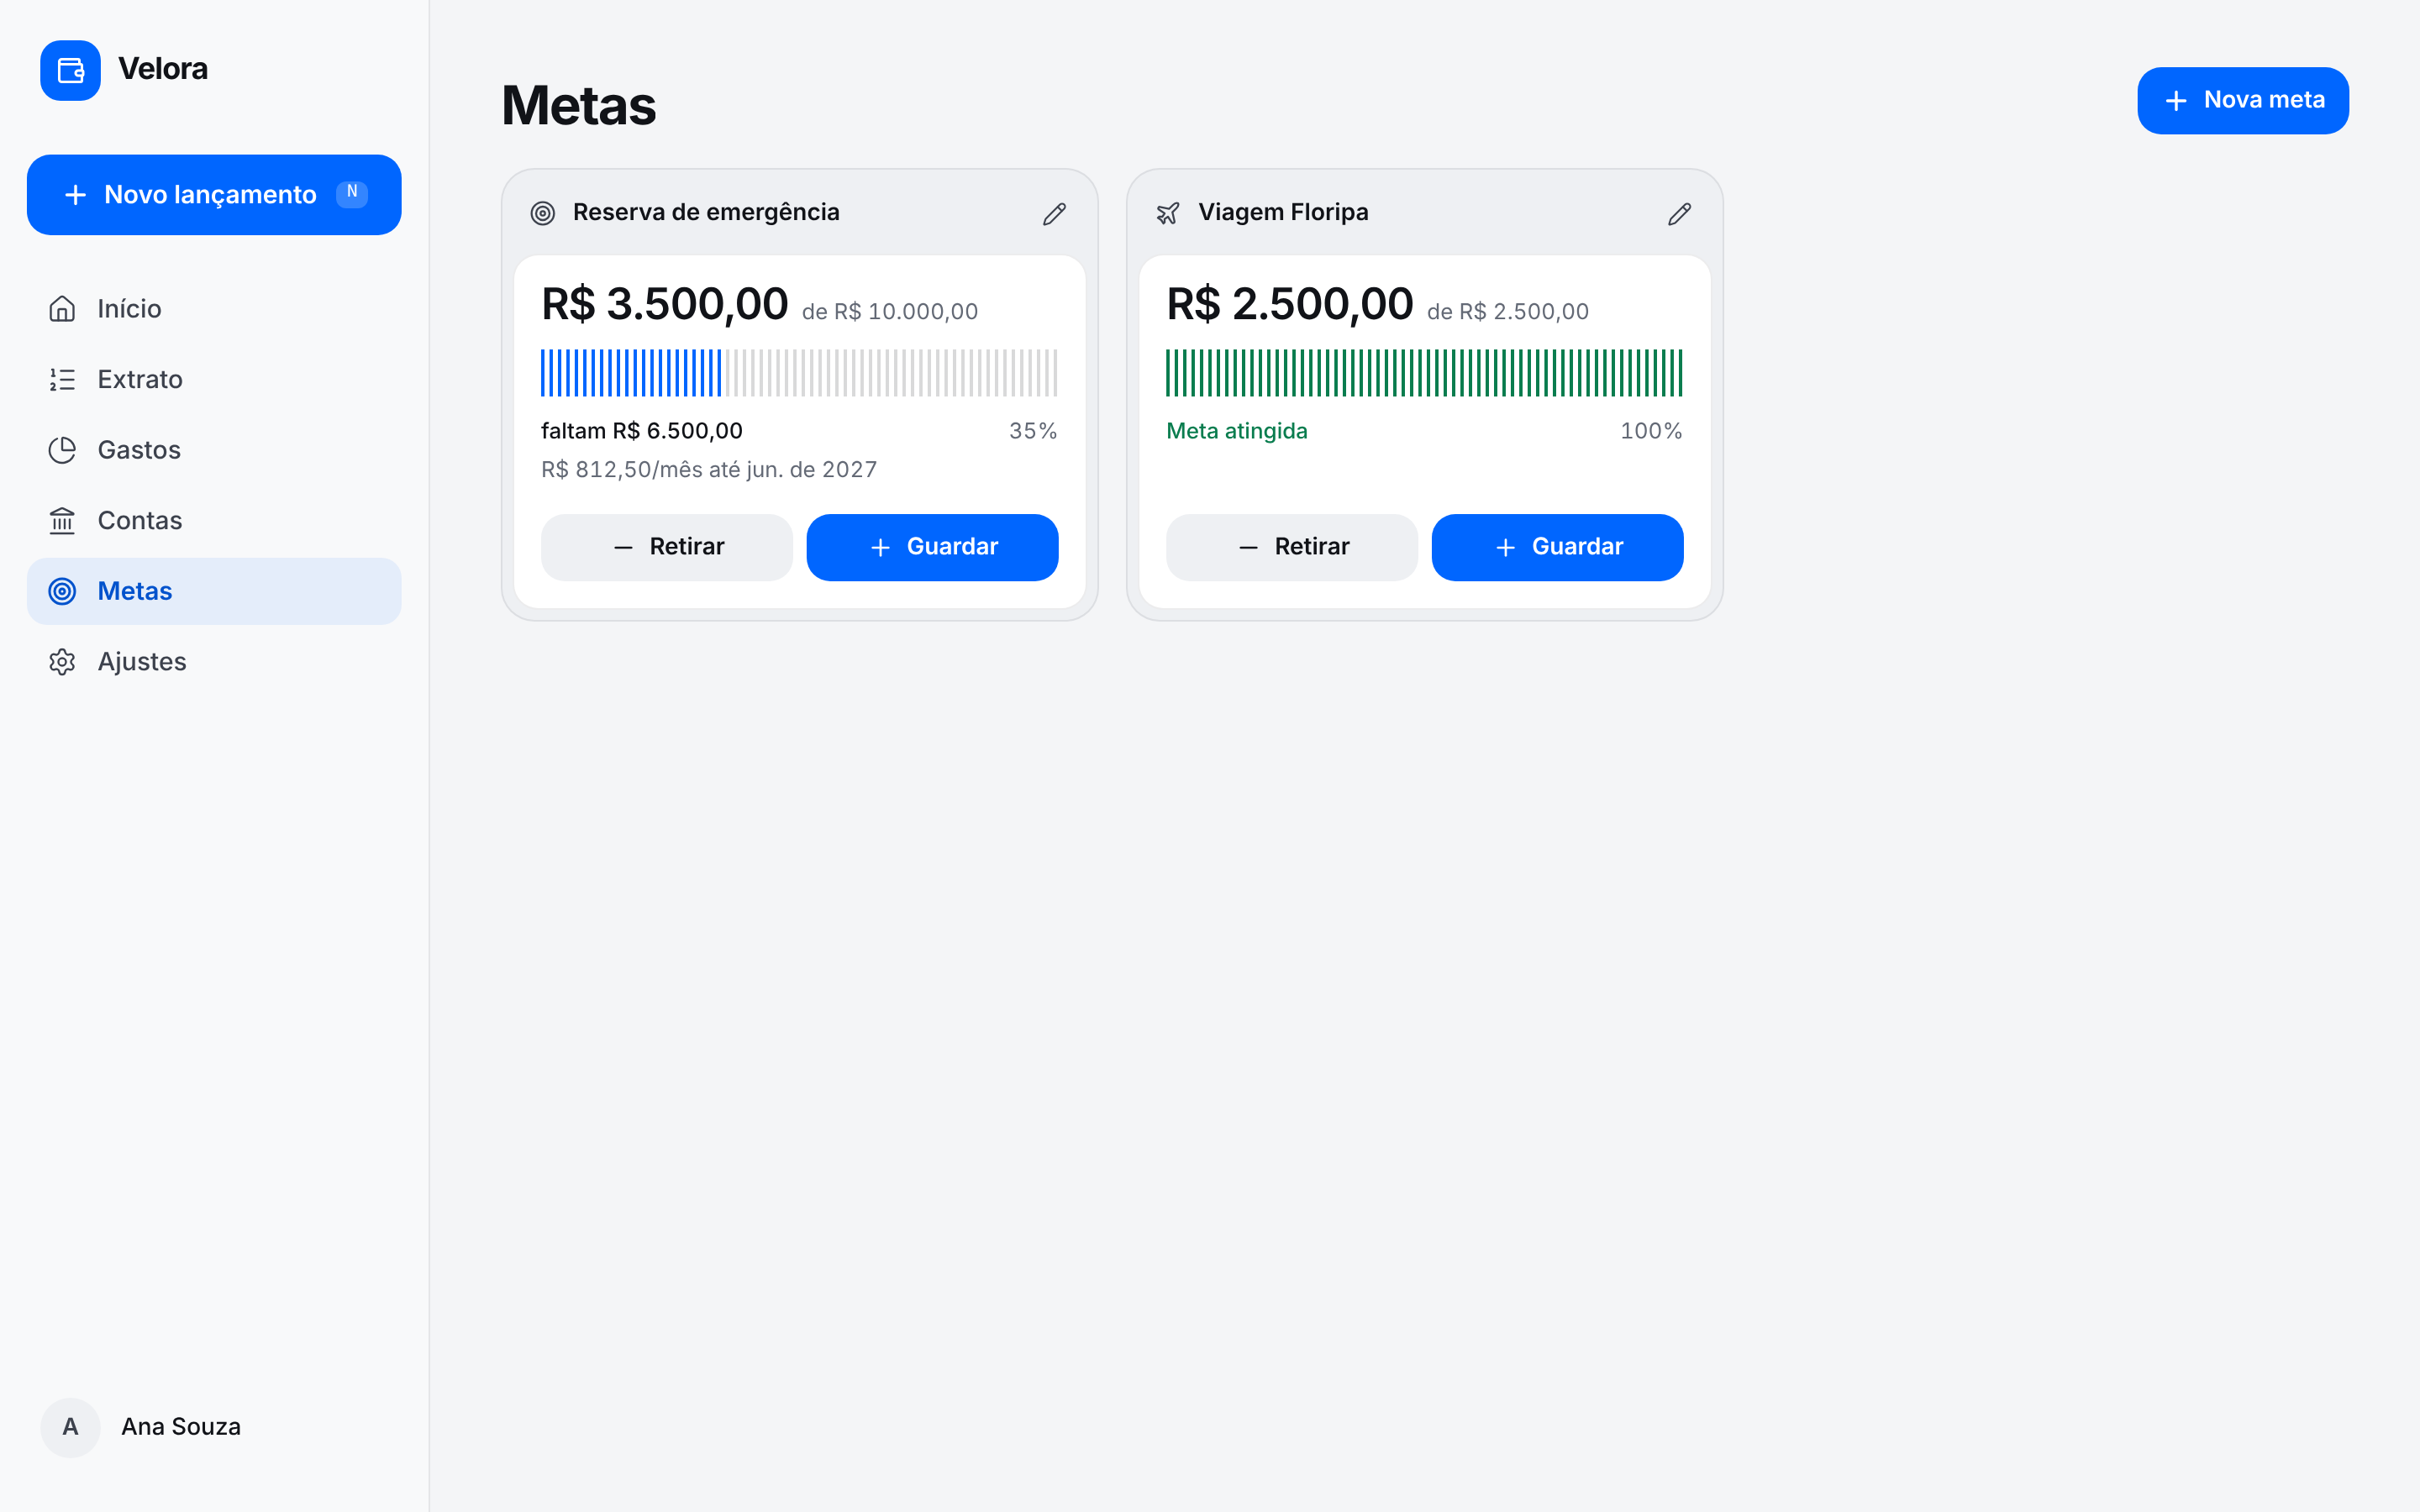 Velora
Novo lançamento N
Início
Extrato
Gastos
Contas
Metas
Ajustes
A Ana Souza
Metas
Nova meta
Reserva de emergência
R$ 3.500,00 de R$ 10.000,00
faltam R$ 6.500,00 35%
R$ 812,50/mês até jun. de 2027
Retirar Guardar
Viagem Floripa
R$ 2.500,00 de R$ 2.500,00
Meta atingida 100%
Retirar Guardar